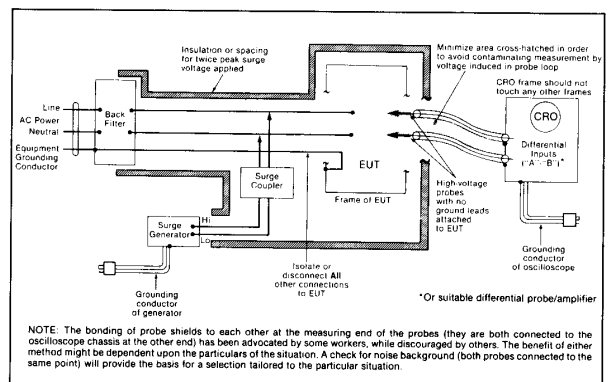 Insulation or spacing
for twice peak surge
voltage applied
Minimize area cross-hatched in order
to avoid contaminating measurement by
voltage induced in probe loop
CRO frame should not
touch any other frames
Line
AC Power
Neutral
Equipment
Grounding
Conductor
Back
Filter
CRO
Differential
Inputs
("A"-"B")*
EUT
Surge
Coupler
Frame of EUT
High-voltage
probes
with no
ground leads
attached
to EUT
Surge
Generator
Hi
Lo
Grounding
conductor
of oscilloscope
Isolate or
disconnect All
other connections
to EUT
Grounding
conductor
of generator
*Or suitable differential probe/amplifier
NOTE: The bonding of probe shields to each other at the measuring end of the probes (they are both connected to the
oscilloscope chassis at the other end) has been advocated by some workers, while discouraged by others. The benefit of either
method might be dependent upon the particulars of the situation. A check for noise background (both probes connected to the
same point) will provide the basis for a selection tailored to the particular situation.